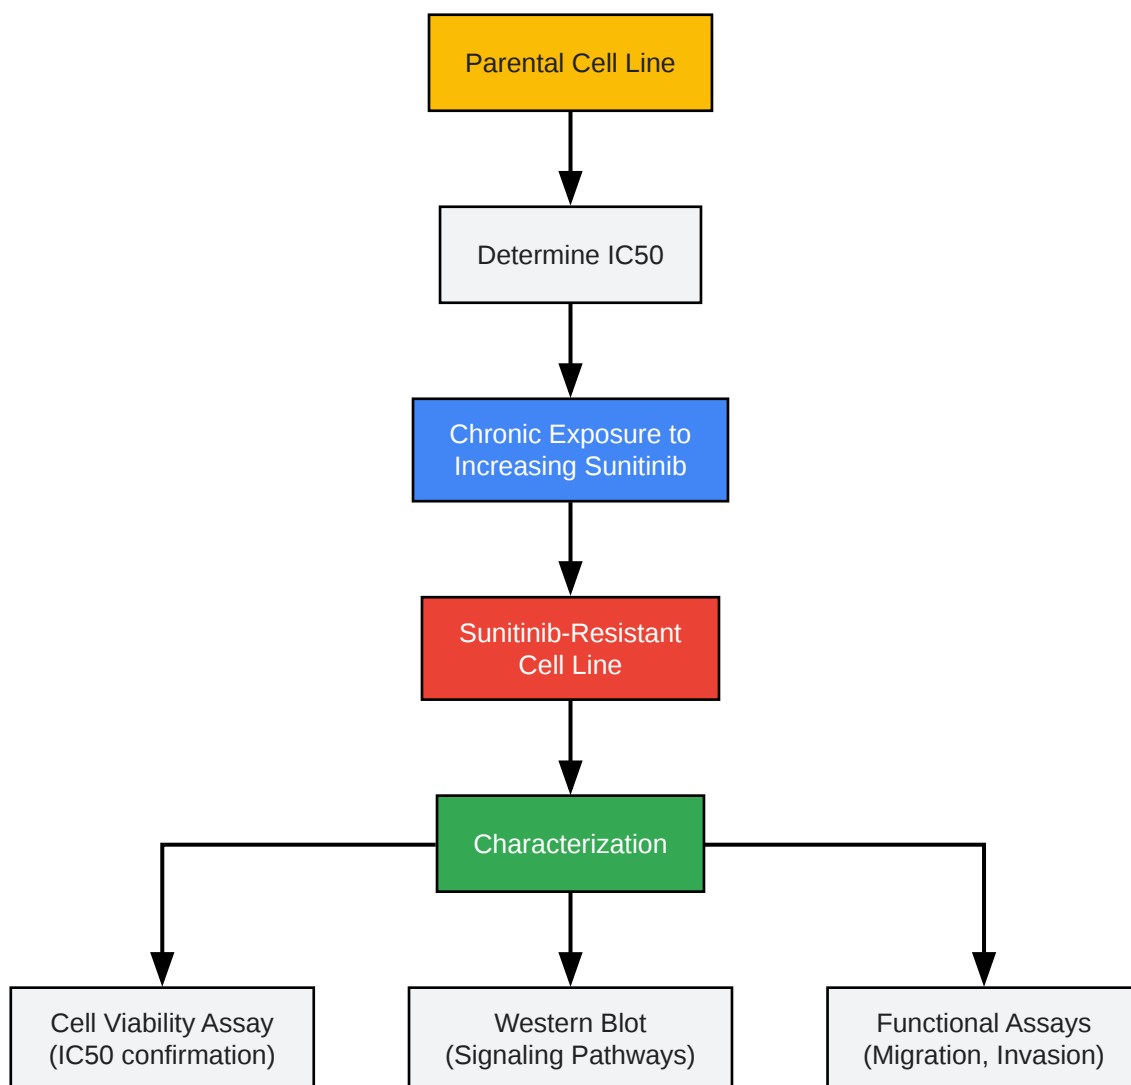 Parental Cell Line
Determine IC50
Chronic Exposure to
Increasing Sunitinib
Sunitinib-Resistant
Cell Line
Characterization
Cell Viability Assay
(IC50 confirmation)
Western Blot
(Signaling Pathways)
Functional Assays
(Migration, Invasion)